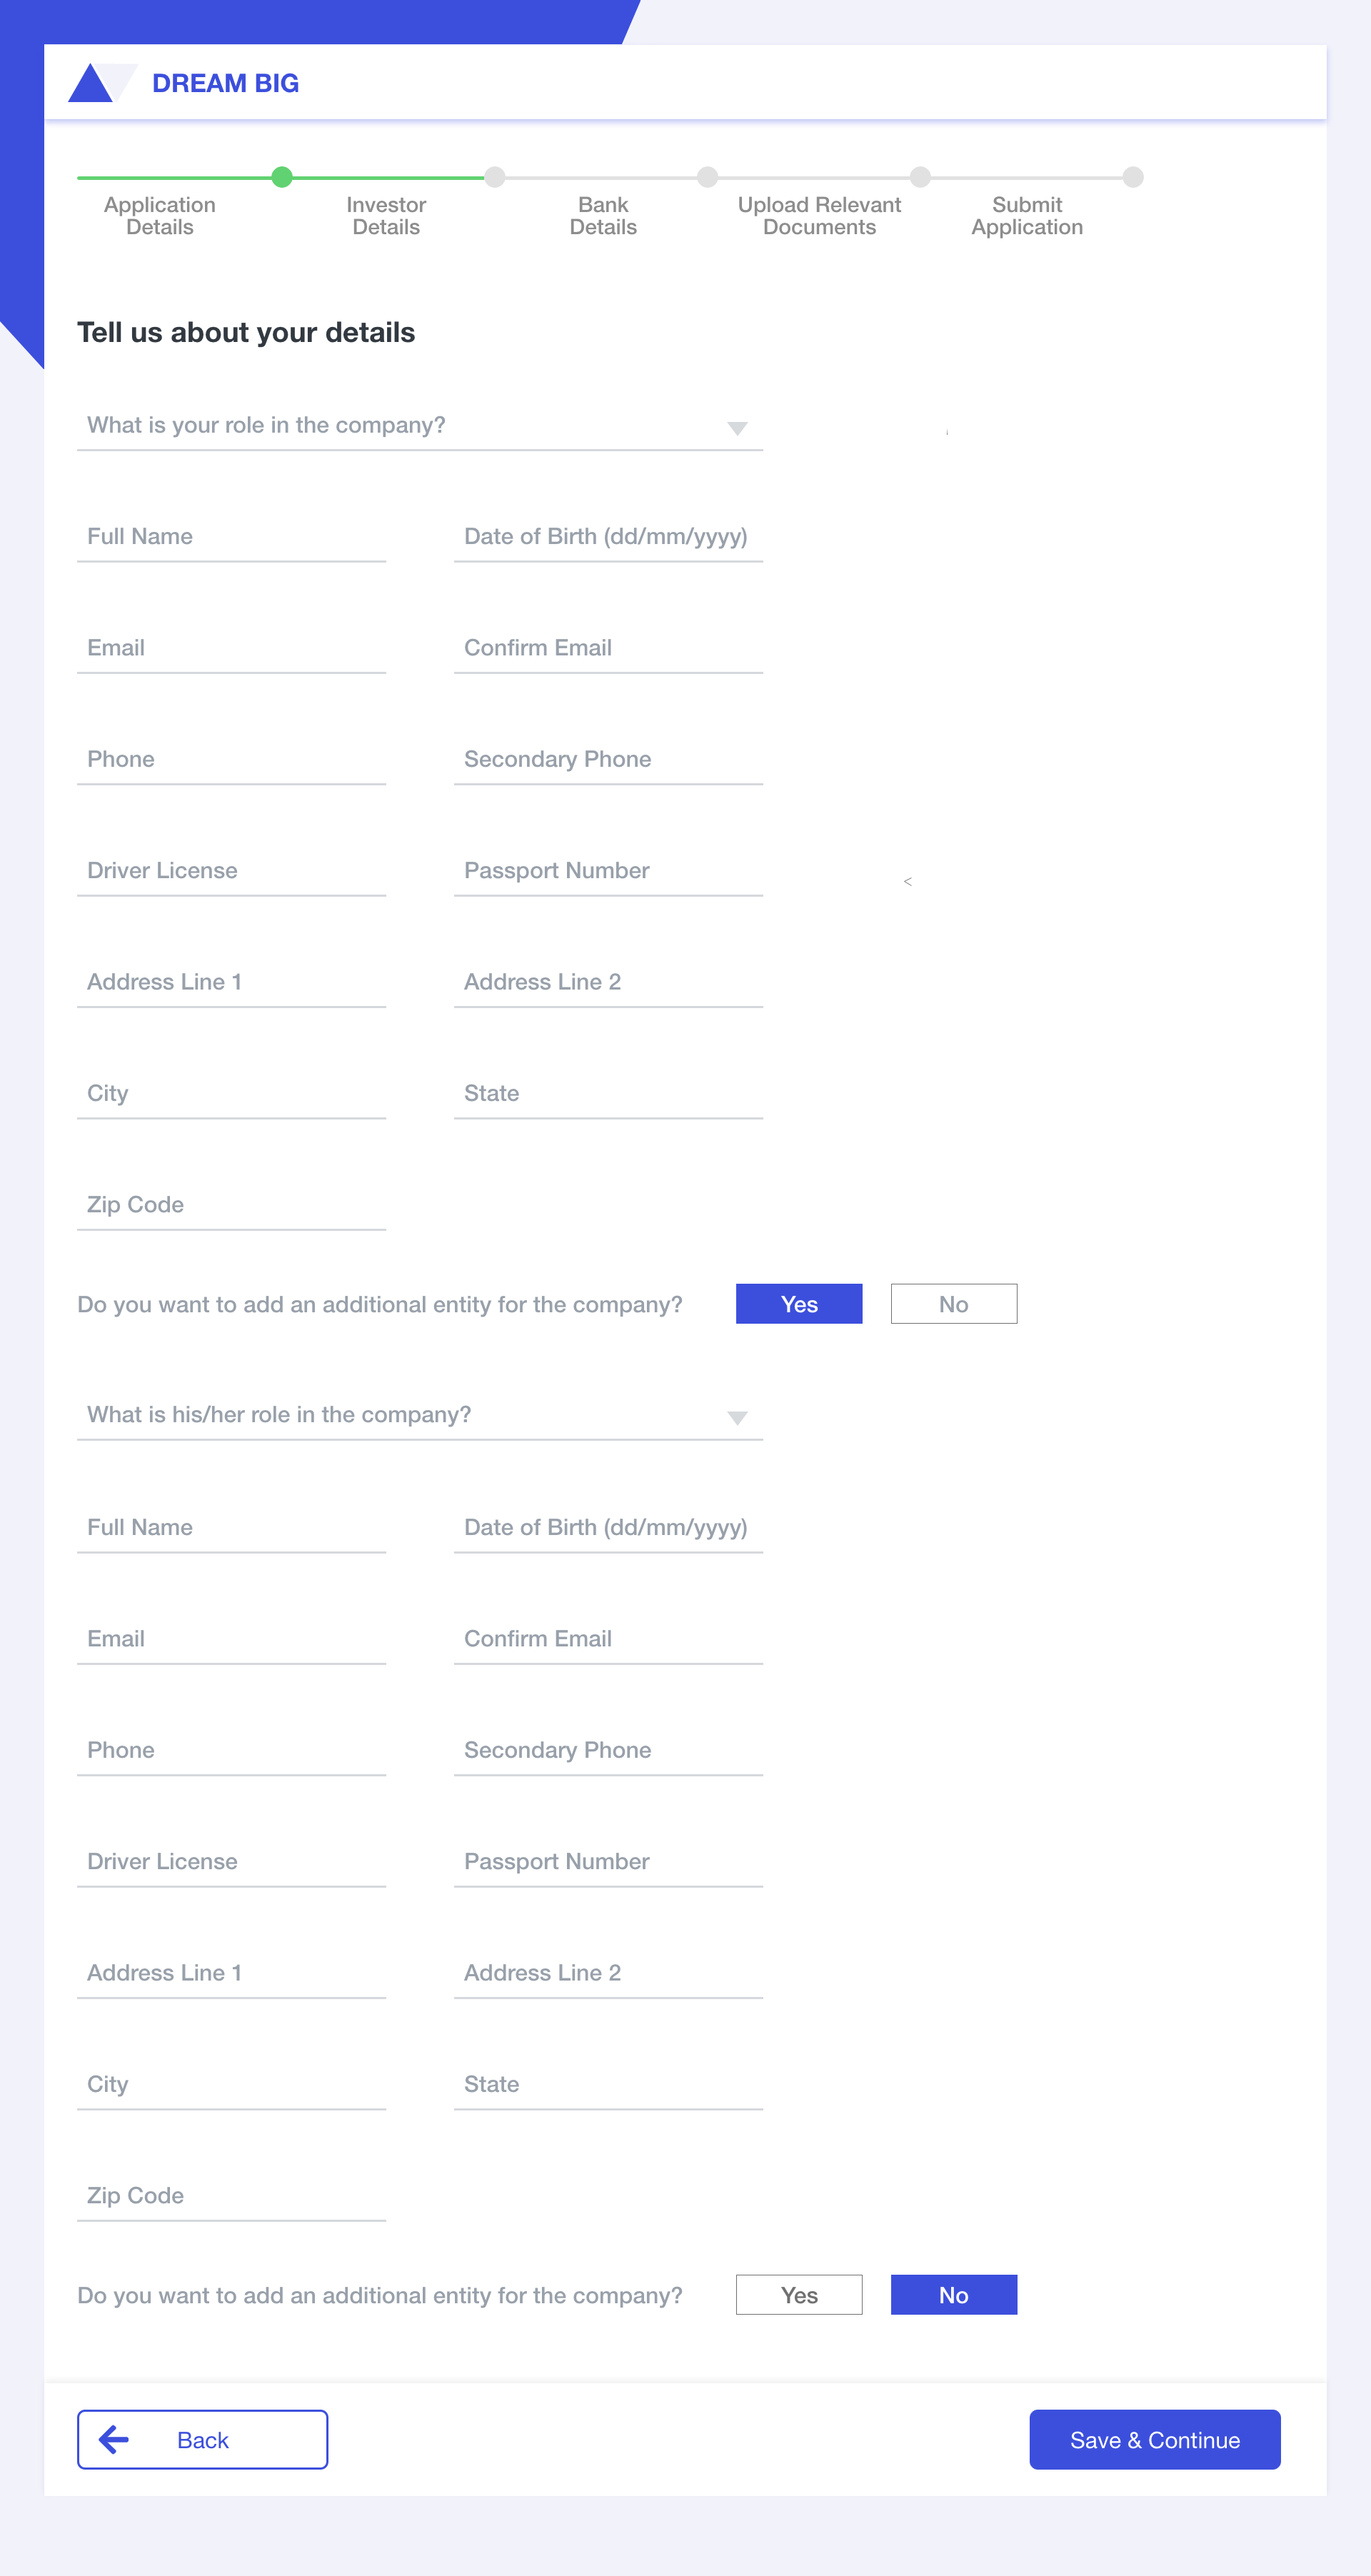 DREAM BIG
Application
Details
Investor
Details
Bank
Details
Upload Relevant
Documents
Submit
Application
Tell us about your details
What is your role in the company?
Full Name
Date of Birth (dd/mm/yyyy)
Email
Confirm Email
Phone
Secondary Phone
Driver License
Passport Number
<
Address Line 1
Address Line 2
City
State
Zip Code
Do you want to add an additional entity for the company?
Yes
No
What is his/her role in the company?
Full Name
Date of Birth (dd/mm/yyyy)
Email
Confirm Email
Phone
Secondary Phone
Driver License
Passport Number
Address Line 1
Address Line 2
City
State
Zip Code
Do you want to add an additional entity for the company?
Yes
No
Back
Save & Continue